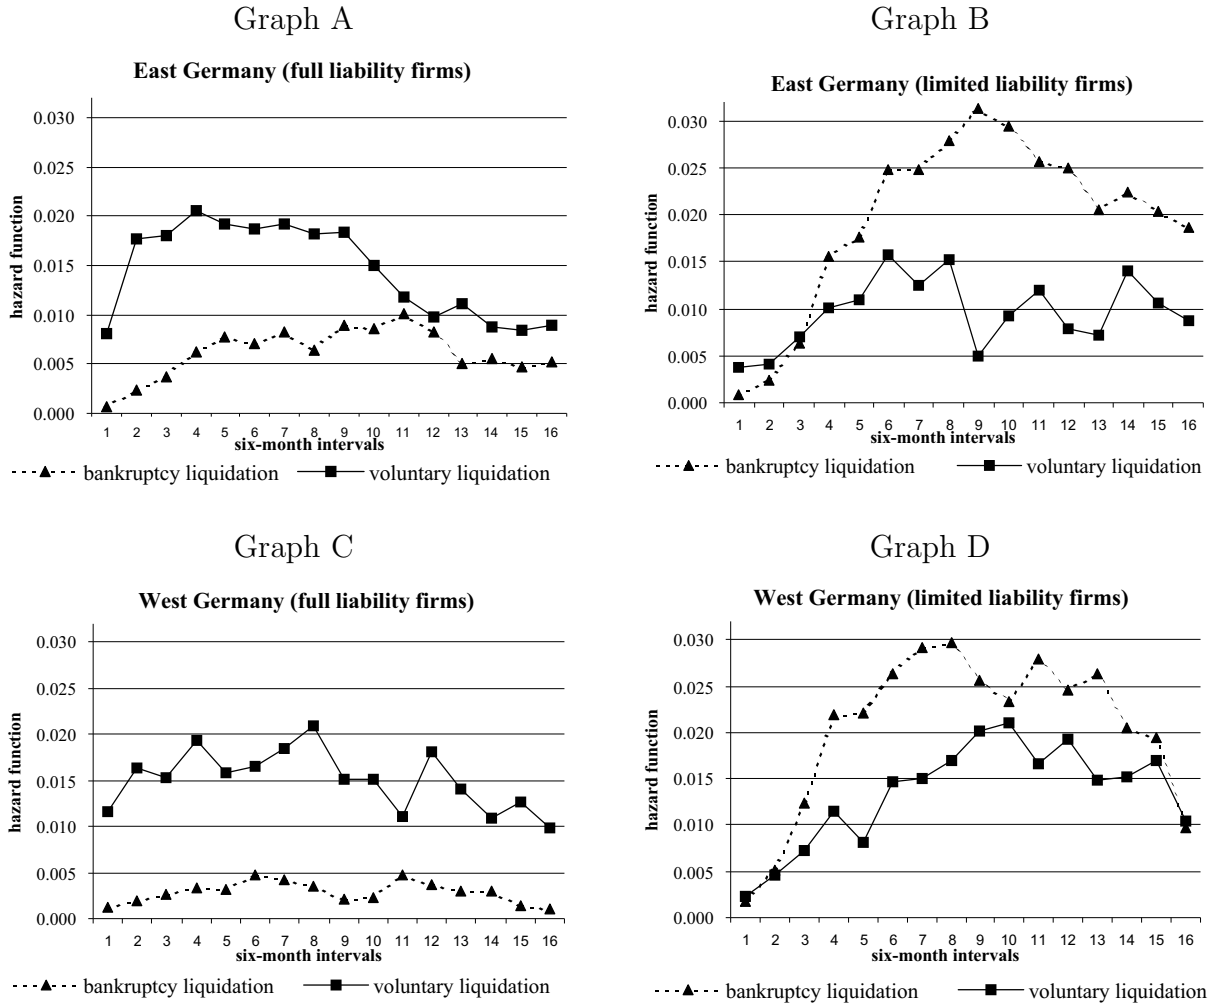 Graph A
East Germany (full liability firms)
0.030
0.025
0.020
0.015
0.010
0.005
0.000
hazard function
1 2 3 4 5 6 7 8 9 10 11 12 13 14 15 16
six-month intervals
bankruptcy liquidation voluntary liquidation
Graph B
East Germany (limited liability firms)
0.030
0.025
0.020
0.015
0.010
0.005
0.000
hazard function
1 2 3 4 5 6 7 8 9 10 11 12 13 14 15 16
six-month intervals
bankruptcy liquidation voluntary liquidation
Graph C
West Germany (full liability firms)
0.030
0.025
0.020
0.015
0.010
0.005
0.000
hazard function
1 2 3 4 5 6 7 8 9 10 11 12 13 14 15 16
six-month intervals
bankruptcy liquidation voluntary liquidation
Graph D
West Germany (limited liability firms)
0.030
0.025
0.020
0.015
0.010
0.005
0.000
hazard function
1 2 3 4 5 6 7 8 9 10 11 12 13 14 15 16
six-month intervals
bankruptcy liquidation voluntary liquidation